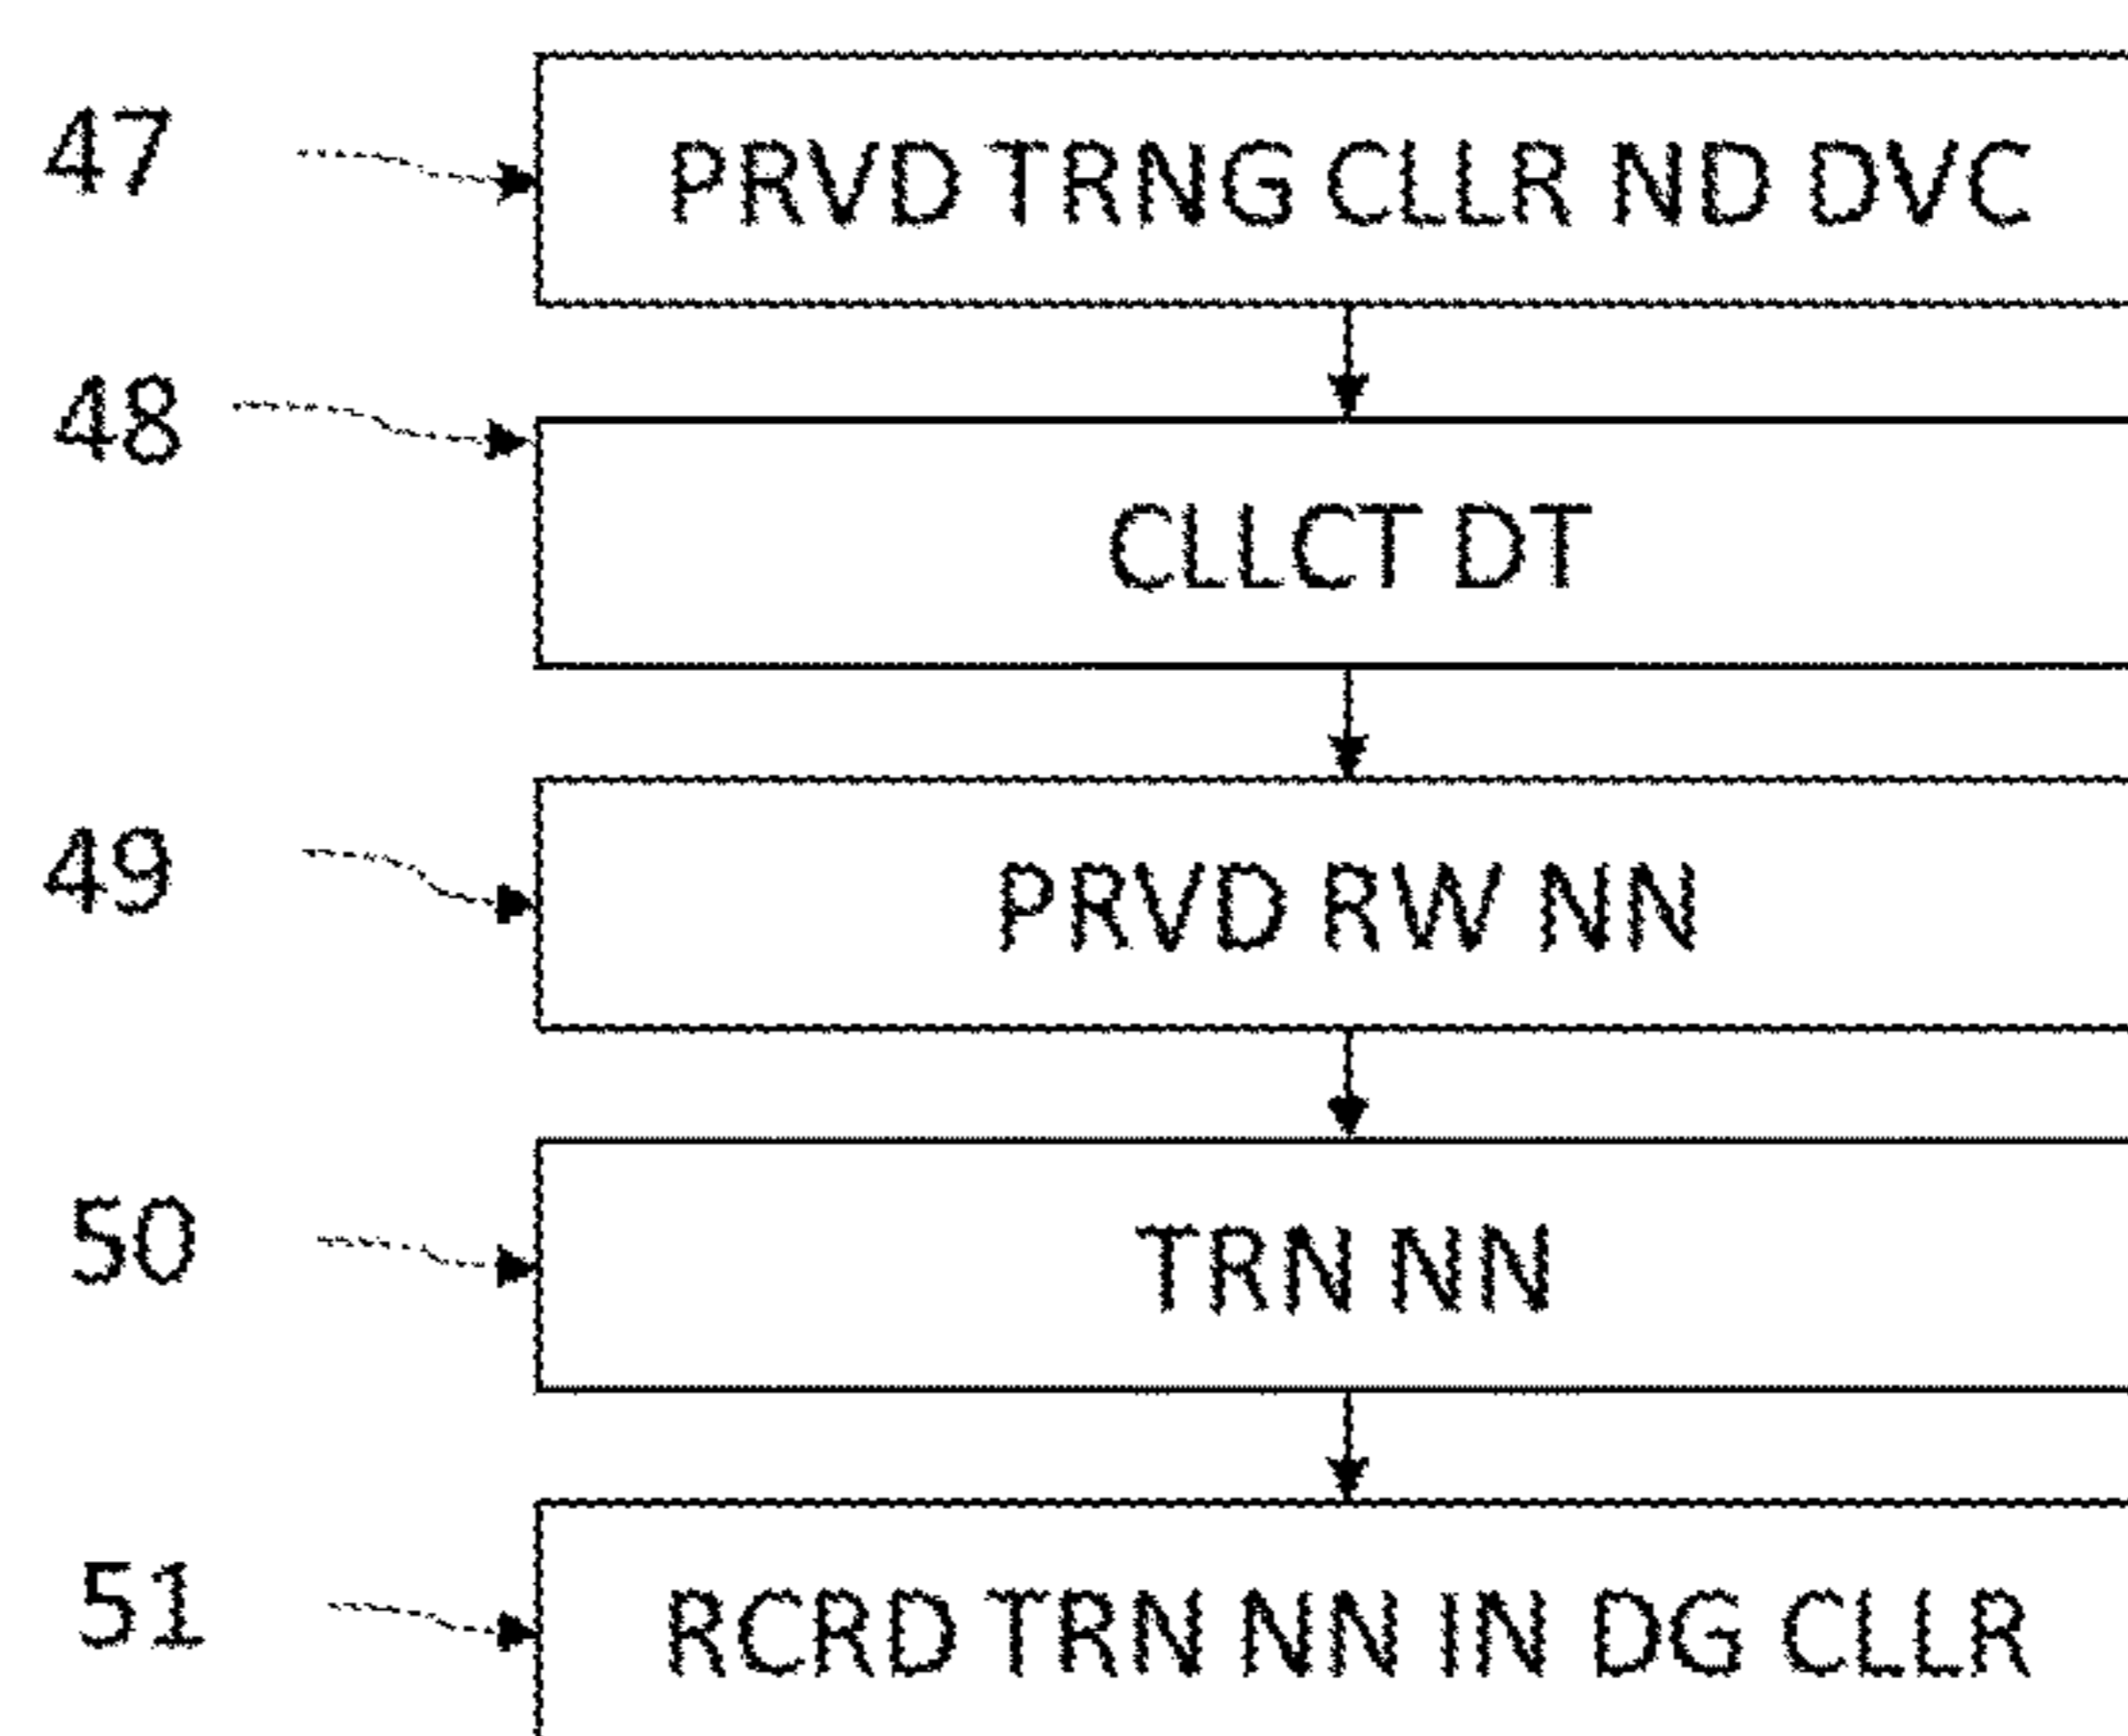 47 PRVD TRNG CLLR ND DVC
48
CLLCT DT
49 PRVD RW NN
50 TRN NN
51 RCRD TRN NN IN DG CLLR